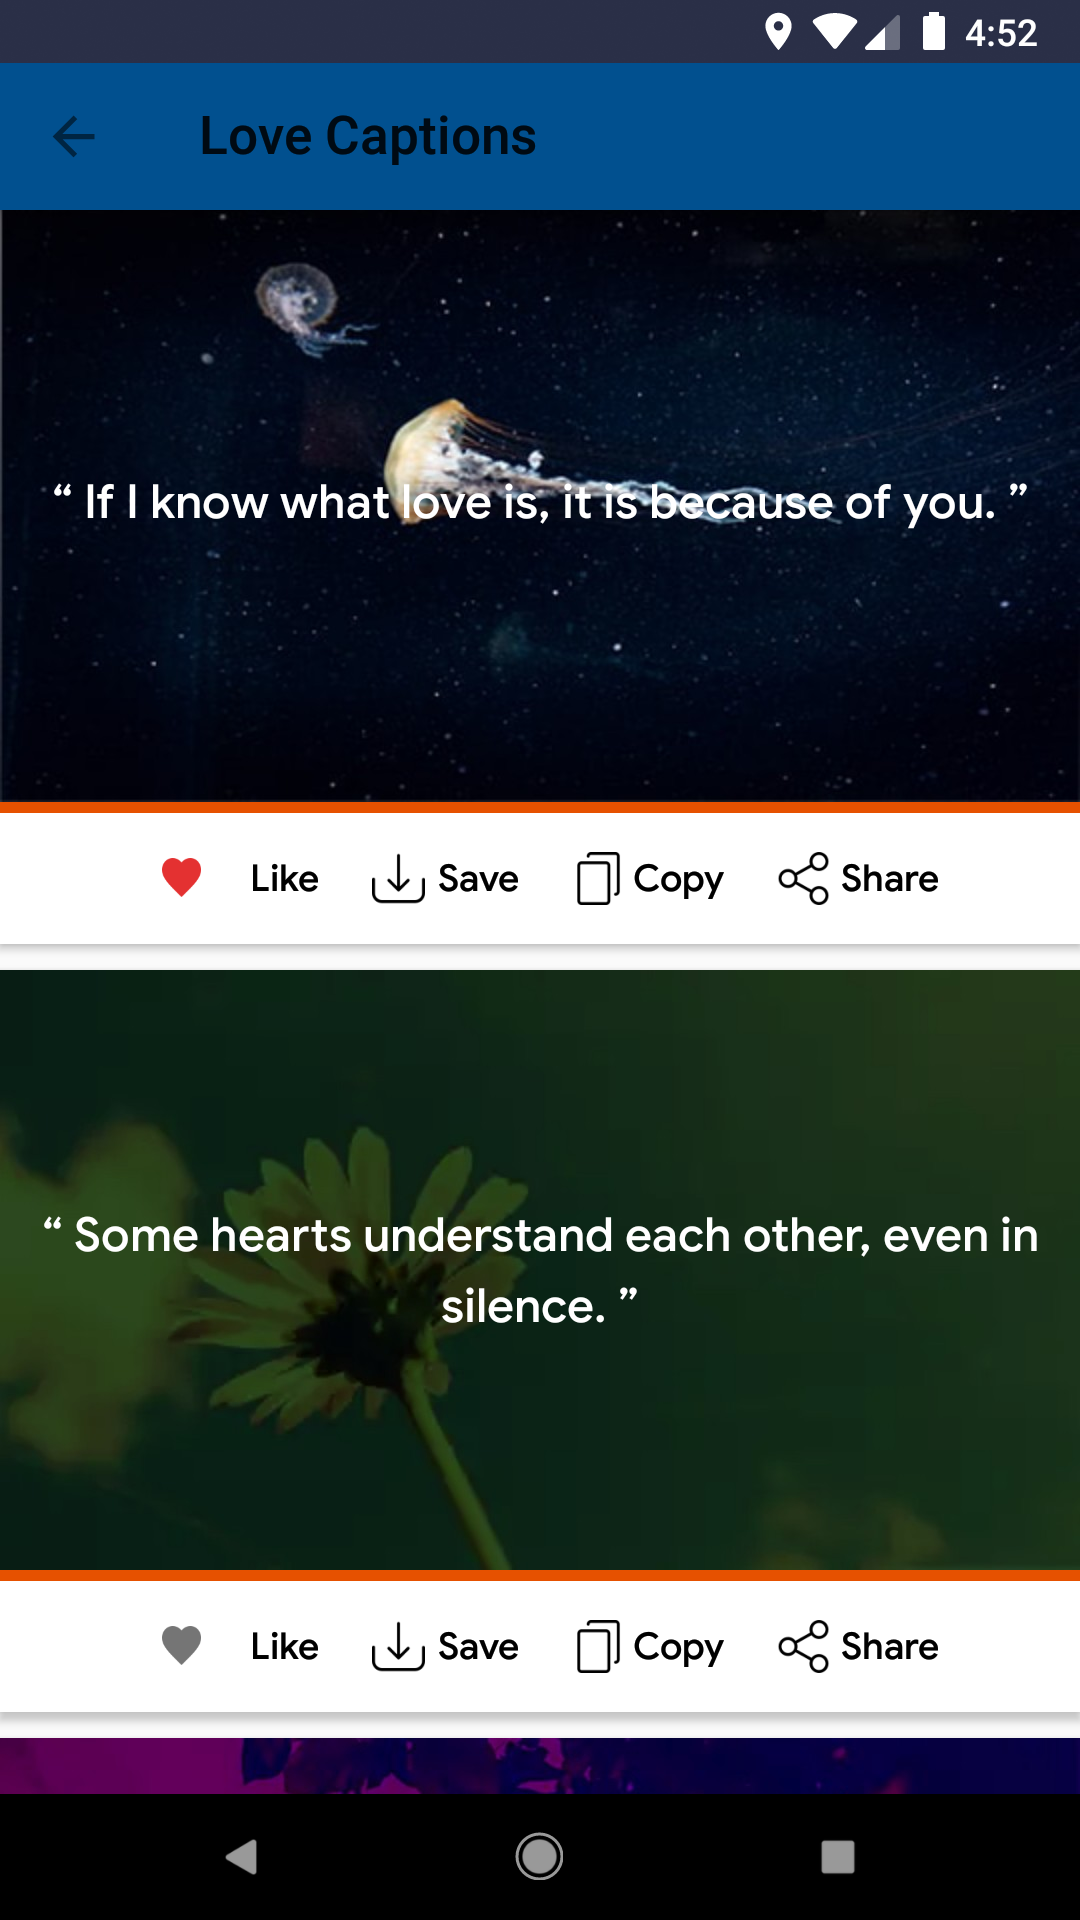 4:52
Love Captions
“ If I know what love is, it is because of you. ”
Like Save Copy Share
“ Some hearts understand each other, even in
silence. ”
Like Save Copy Share